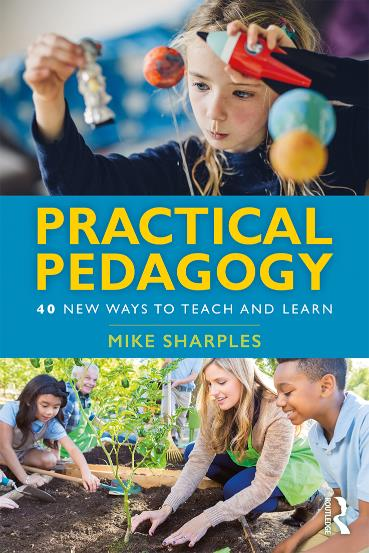 PRACTICAL
PEDAGOGY
40 NEW WAYS TO TEACH AND LEARN
MIKE SHARPLES
ROUTLEDGE